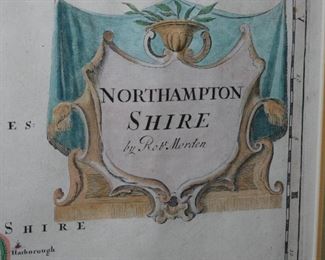 NORTHAMPTON
SHIRE
by Robt. Morden
ES:
SHIRE
Harborough